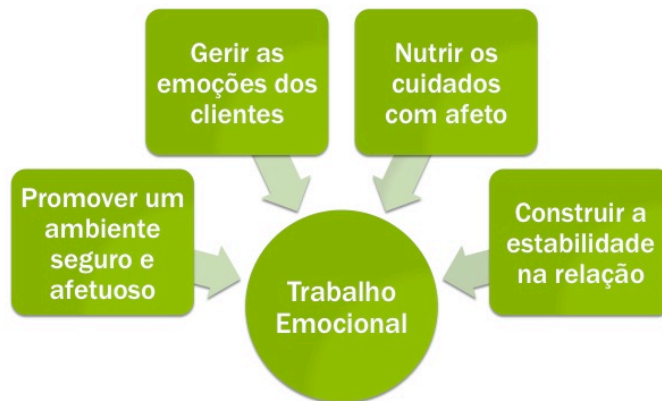 Gerir as
emoções dos
clientes
Nutrir os
cuidados
com afeto
Promover um
ambiente
seguro e
afetuoso
Construir a
estabilidade
na relação
Trabalho
Emocional